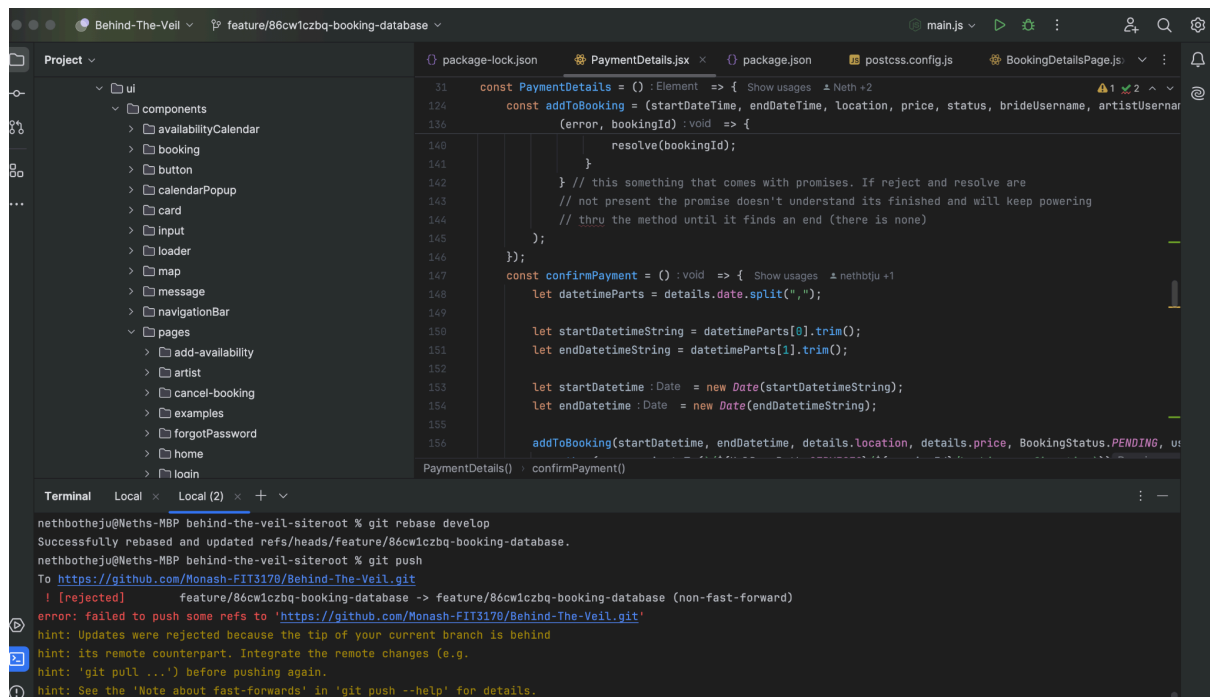 Behind-The-Veil
feature/86cw1czbq-booking-database
main.js
Project
package-lock.json
PaymentDetails.jsx
package.json
postcss.config.js
BookingDetailsPage.js
ui
components
availabilityCalendar
booking
button
calendarPopup
card
input
loader
map
message
navigationBar
pages
add-availability
artist
cancel-booking
examples
forgotPassword
home
login
31 const PaymentDetails = () : Element => { Show usages Neth +2
1 2
124 const addToBooking = (startDateTime, endDateTime, location, price, status, brideUsername, artistUsernam
136 (error, bookingId) : void => {
140 resolve(bookingId);
141 }
142 } // this something that comes with promises. If reject and resolve are
143 // not present the promise doesn't understand its finished and will keep powering
144 // thru the method until it finds an end (there is none)
145 );
146 });
147 const confirmPayment = () : void => { Show usages nethbtju +1
148 let datetimeParts = details.date.split(",");
149
150 let startDatetimeString = datetimeParts[0].trim();
151 let endDatetimeString = datetimeParts[1].trim();
152
153 let startDatetime : Date = new Date(startDatetimeString);
154 let endDatetime : Date = new Date(endDatetimeString);
155
156 addToBooking(startDatetime, endDatetime, details.location, details.price, BookingStatus.PENDING, us
PaymentDetails() › confirmPayment()
Terminal Local × Local (2) ×
nethbotheju@Neths-MBP behind-the-veil-siteroot % git rebase develop
Successfully rebased and updated refs/heads/feature/86cw1czbq-booking-database.
nethbotheju@Neths-MBP behind-the-veil-siteroot % git push
To https://github.com/Monash-FIT3170/Behind-The-Veil.git
! [rejected] feature/86cw1czbq-booking-database -> feature/86cw1czbq-booking-database (non-fast-forward)
error: failed to push some refs to 'https://github.com/Monash-FIT3170/Behind-The-Veil.git'
hint: Updates were rejected because the tip of your current branch is behind
hint: its remote counterpart. Integrate the remote changes (e.g.
hint: 'git pull ...') before pushing again.
hint: See the 'Note about fast-forwards' in 'git push --help' for details.